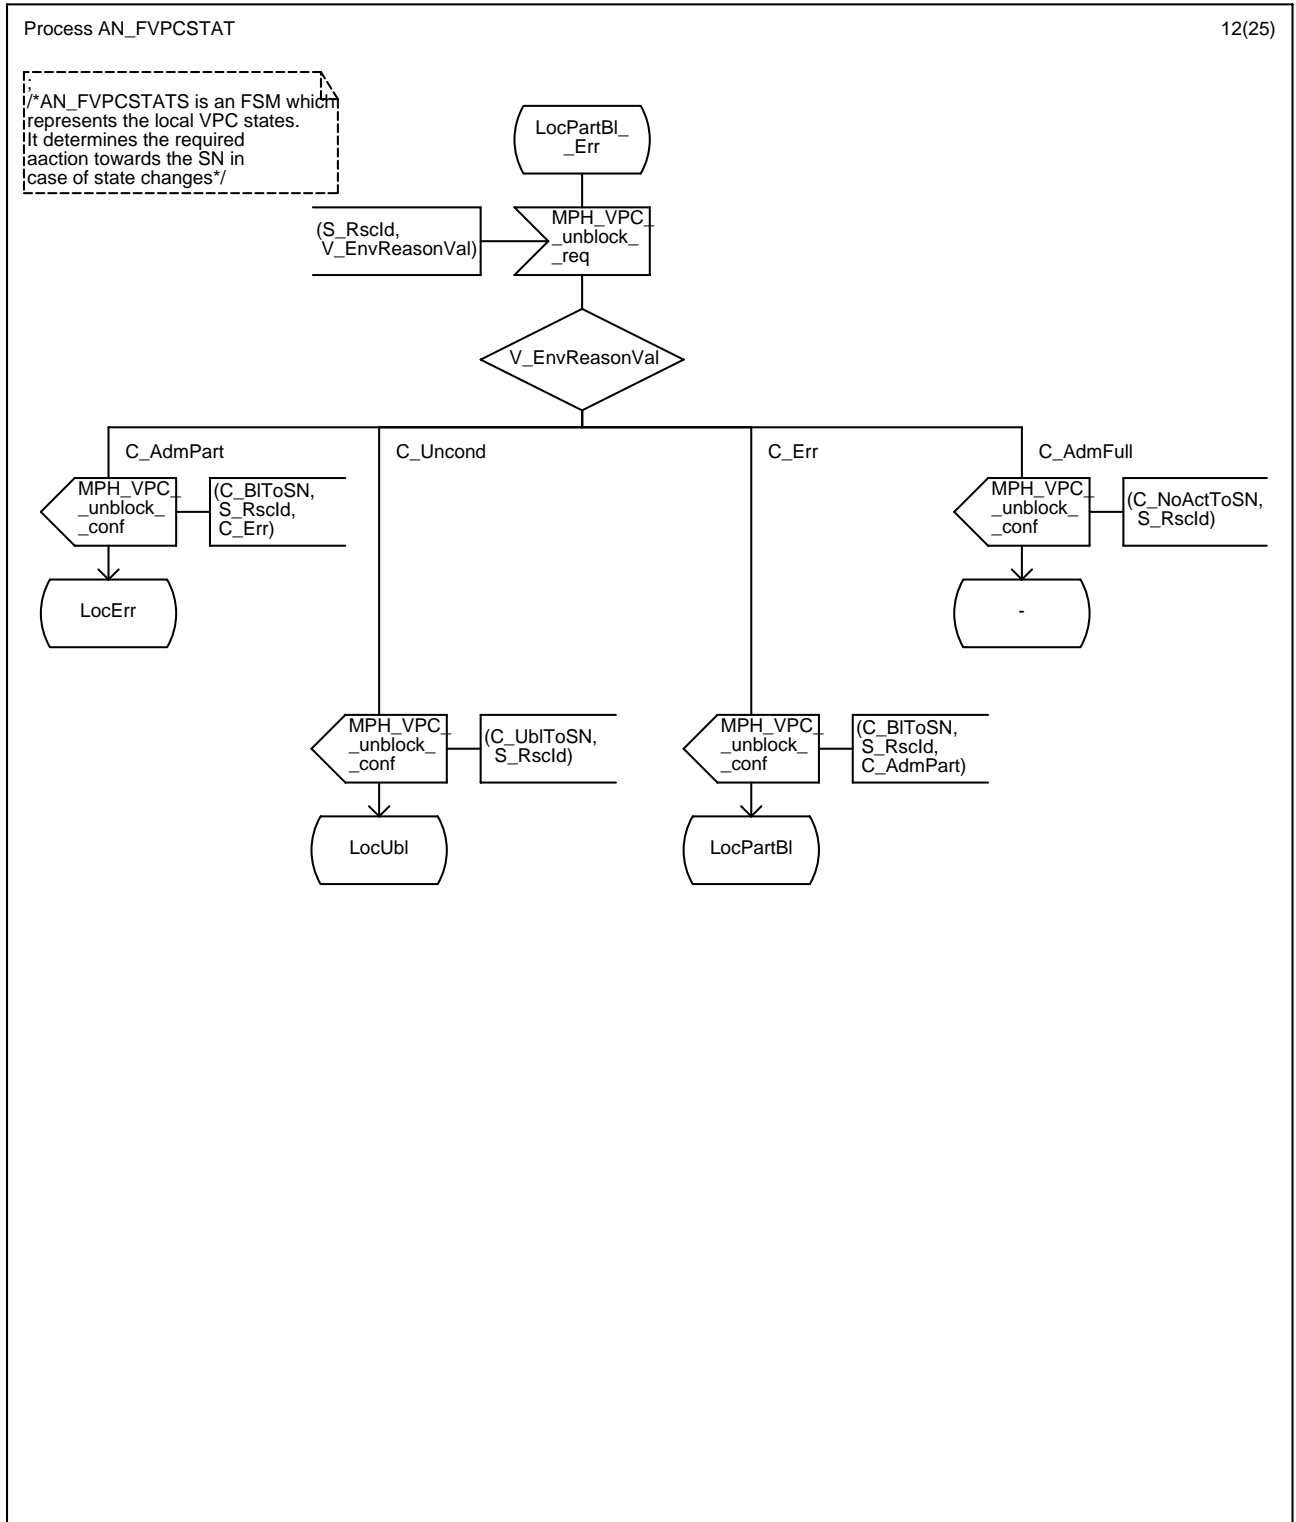 Process AN_FVPCSTAT
12(25)
;
/*AN_FVPCSTATS is an FSM which
represents the local VPC states.
It determines the required
aaction towards the SN in
case of state changes*/
LocPartBl_
_Err
(S_RscId,
V_EnvReasonVal)
MPH_VPC_
_unblock_
_req
V_EnvReasonVal
C_AdmPart
C_Uncond
C_Err
C_AdmFull
MPH_VPC_
_unblock_
_conf
(C_BlToSN,
S_RscId,
C_Err)
MPH_VPC_
_unblock_
_conf
(C_NoActToSN,
S_RscId)
LocErr
-
MPH_VPC_
_unblock_
_conf
(C_UblToSN,
S_RscId)
MPH_VPC_
_unblock_
_conf
(C_BlToSN,
S_RscId,
C_AdmPart)
LocUbl
LocPartBl